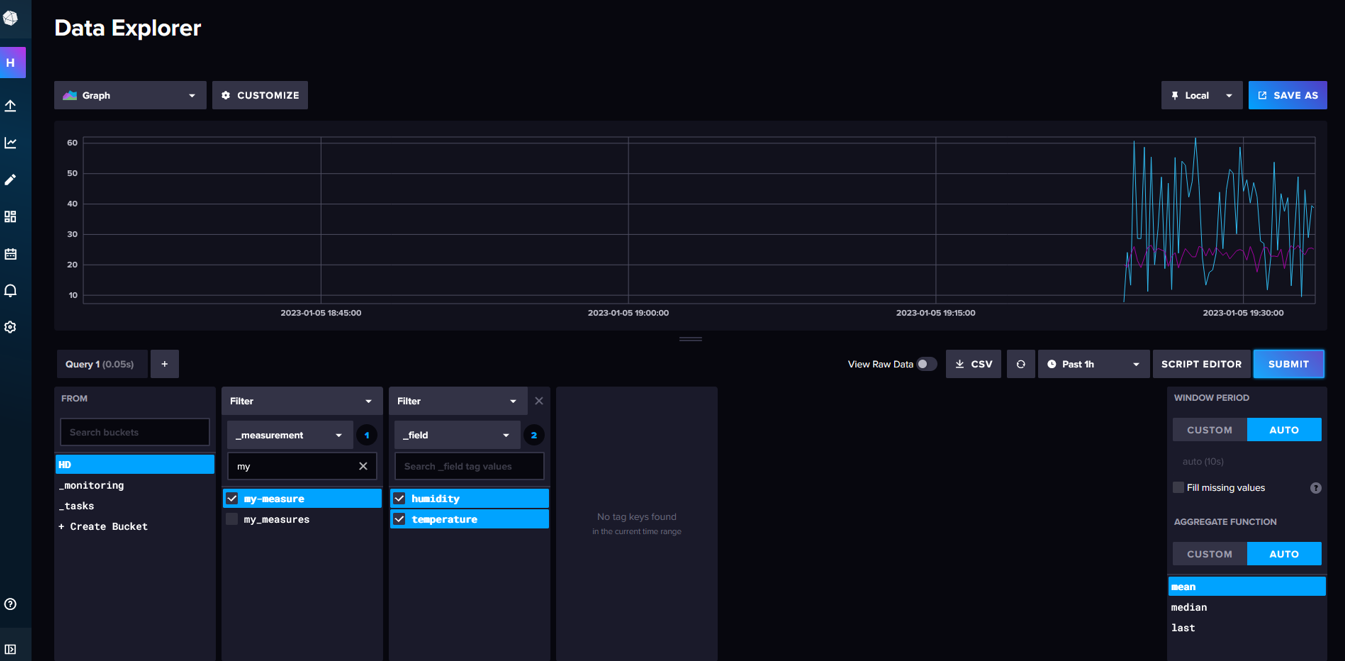 Data Explorer
H
Graph
CUSTOMIZE
Local
SAVE AS
60
50
40
30
20
10
2023-01-05 18:45:00
2023-01-05 19:00:00
2023-01-05 19:15:00
2023-01-05 19:30:00
Query 1 (0.05s)
+
View Raw Data
CSV
Past 1h
SCRIPT EDITOR
SUBMIT
FROM
Search buckets
HD
_monitoring
_tasks
+ Create Bucket
Filter
_measurement
1
my
my-measure
my_measures
Filter
_field
2
Search _field tag values
humidity
temperature
No tag keys found
in the current time range
WINDOW PERIOD
CUSTOM
AUTO
auto (10s)
Fill missing values
?
AGGREGATE FUNCTION
CUSTOM
AUTO
mean
median
last
?